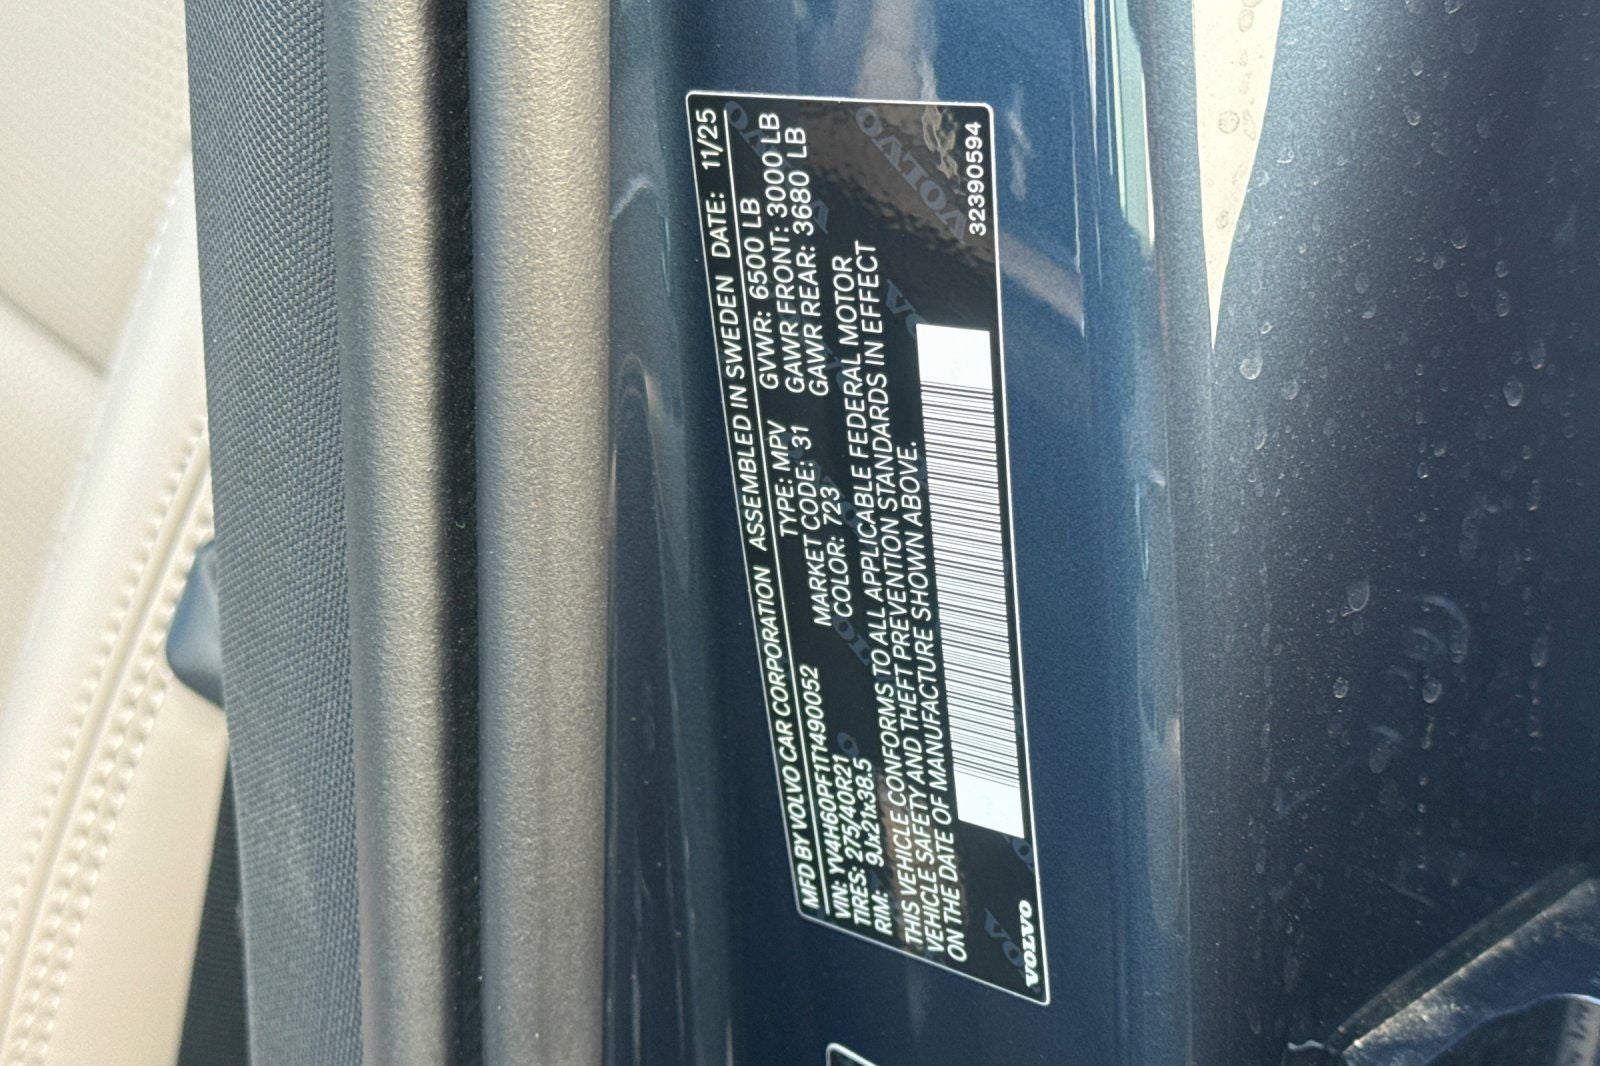 MFD BY VOLVO CAR CORPORATION ASSEMBLED IN SWEDEN DATE: 11/25
VIN: YV4H60PF1T1490052 TYPE: MPV GVWR: 6500 LB
TIRES: 275/40R21 MARKET CODE: 31 GAWR FRONT: 3000 LB
RIM: 9Jx21x38.5 COLOR: 723 GAWR REAR: 3680 LB
THIS VEHICLE CONFORMS TO ALL APPLICABLE FEDERAL MOTOR
VEHICLE SAFETY AND THEFT PREVENTION STANDARDS IN EFFECT
ON THE DATE OF MANUFACTURE SHOWN ABOVE.
VOLVO 32390594